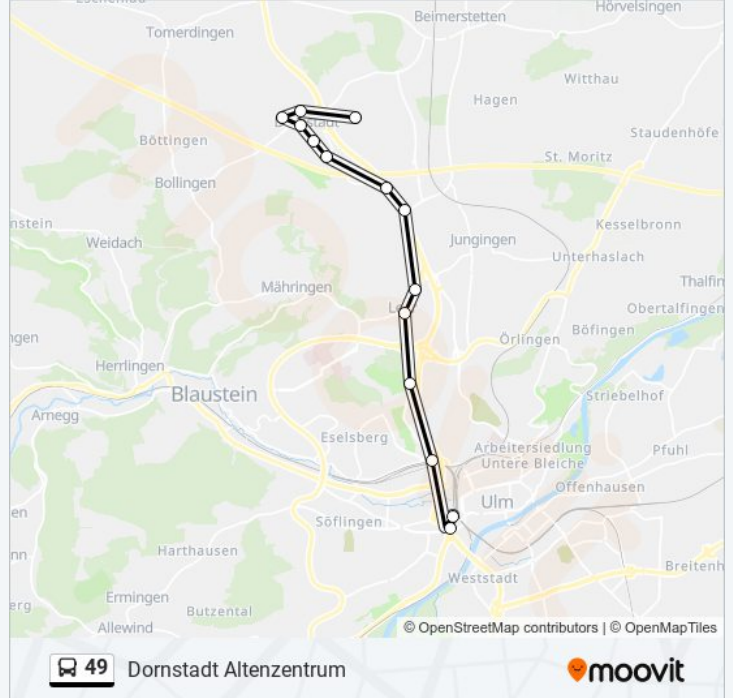 Beimerstetten
Hörvelsingen
Tomerdingen
Witthau
Hagen
Staudenhöfe
Böttingen
St. Moritz
Bollingen
Kesselbronn
Weidach
Jungingen
Unterhaslach
Mähringen
Obertalfingen
Böfingen
Örlingen
Herrlingen
Blaustein
Striebelhof
Arnegg
Eselsberg
Arbeitersiedlung
Untere Bleiche
Pfuhl
Offenhausen
Ulm
Söflingen
Harthausen
Weststadt
Ermingen
Butzental
Allewind
© OpenStreetMap contributors | © OpenMapTiles
49 Dornstadt Altenzentrum
moovit